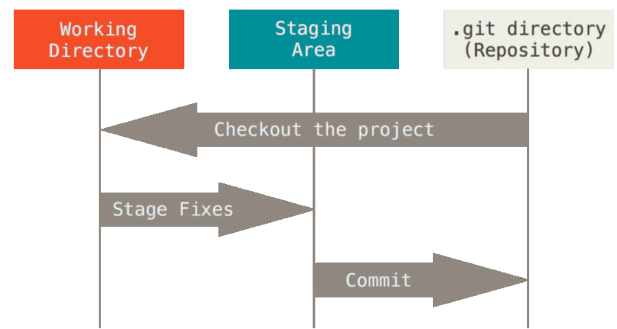 Working
Directory
Staging
Area
.git directory
(Repository)
Checkout the project
Stage Fixes
Commit